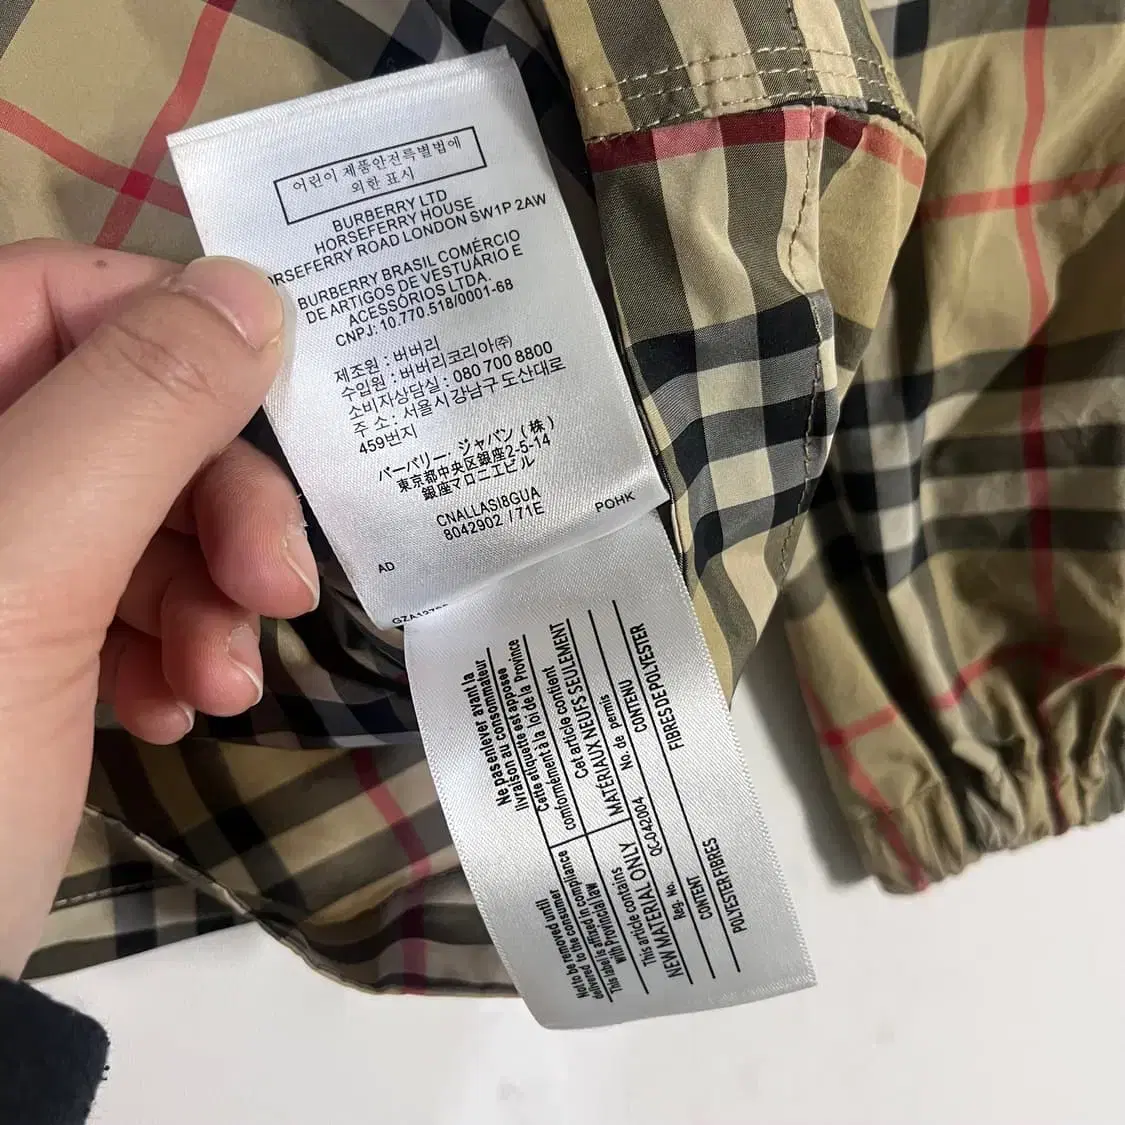 어린이 제품안전특별법에
의한 표시
BURBERRY LTD
HORSEFERRY HOUSE
ORSEFERRY ROAD LONDON SW1P 2AW
BURBERRY BRASIL COMÉRCIO
DE ARTIGOS DE VESTUÁRIO E
ACESSÓRIOS LTDA.
CNPJ: 10.770.518/0001-68
제조원 : 버버리
수입원 : 버버리코리아(주)
소비자상담실 : 080 700 8800
주 소 : 서울시 강남구 도산대로
459번지
バーバリー・ジャパン (株)
東京都中央区銀座2-5-14
銀座マロニエビル
CNALLASI8GUA
8042902 / 71E
POHK
AD
Ne pas enlever avant la
livraison au consommateur
Cette étiquette est apposée
conformément à la loi de la Province
Cet article contient
MATÉRIAUX NEUFS SEULEMENT
No. de permis
CONTENU
FIBRES DE POLYESTER
Not to be removed until
delivered to the consumer
This label is affixed in compliance
with Provincial law
This article contains
NEW MATERIAL ONLY
Reg. No. QC042004
CONTENT
POLYESTER FIBRES